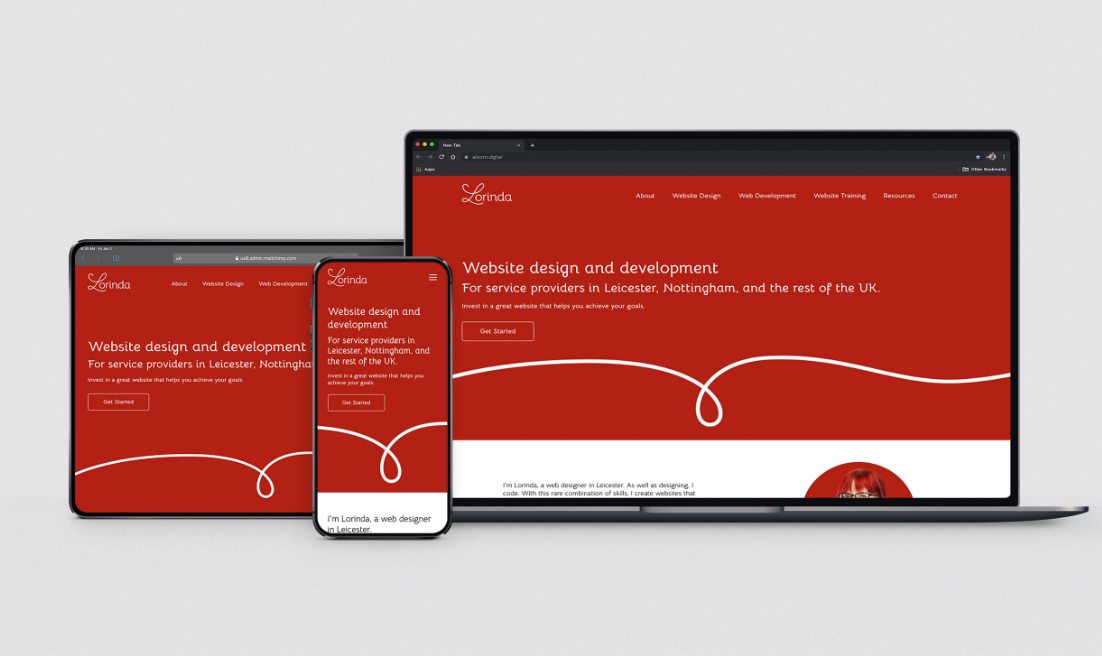 New Tab
Apps
Other Bookmarks
Lorinda
About
Website Design
Web Development
Website Training
Resources
Contact
Website design and development
For service providers in Leicester, Nottingham, and the rest of the UK.
Invest in a great website that helps you achieve your goals.
Get Started
I'm Lorinda, a web designer in Leicester. As well as designing, I
code. With this rare combination of skills, I create websites that
AA
us8.admin.mailchimp.com
Lorinda
About
Website Design
Web Development
Website design and development
For service providers in Leicester,
Invest in a great website that helps you achieve your goals.
Get Started
Lorinda
Website design and
development
For service providers in
Leicester, Nottingham, and
the rest of the UK.
Invest in a great website that helps you
achieve your goals.
Get Started
I'm Lorinda, a web designer
in Leicester.